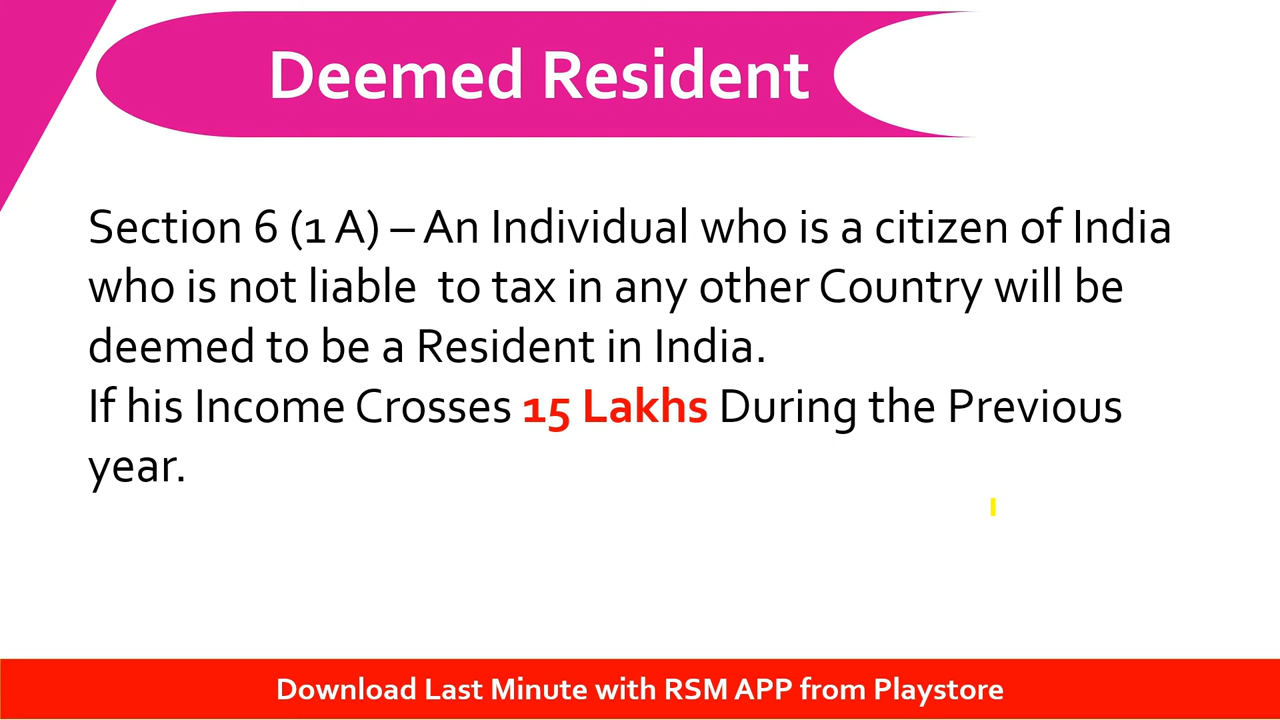 Deemed Resident
Section 6 (1 A) – An Individual who is a citizen of India
who is not liable  to tax in any other Country will be
deemed to be a Resident in India.
If his Income Crosses 15 Lakhs During the Previous
year.
Download Last Minute with RSM APP from Playstore